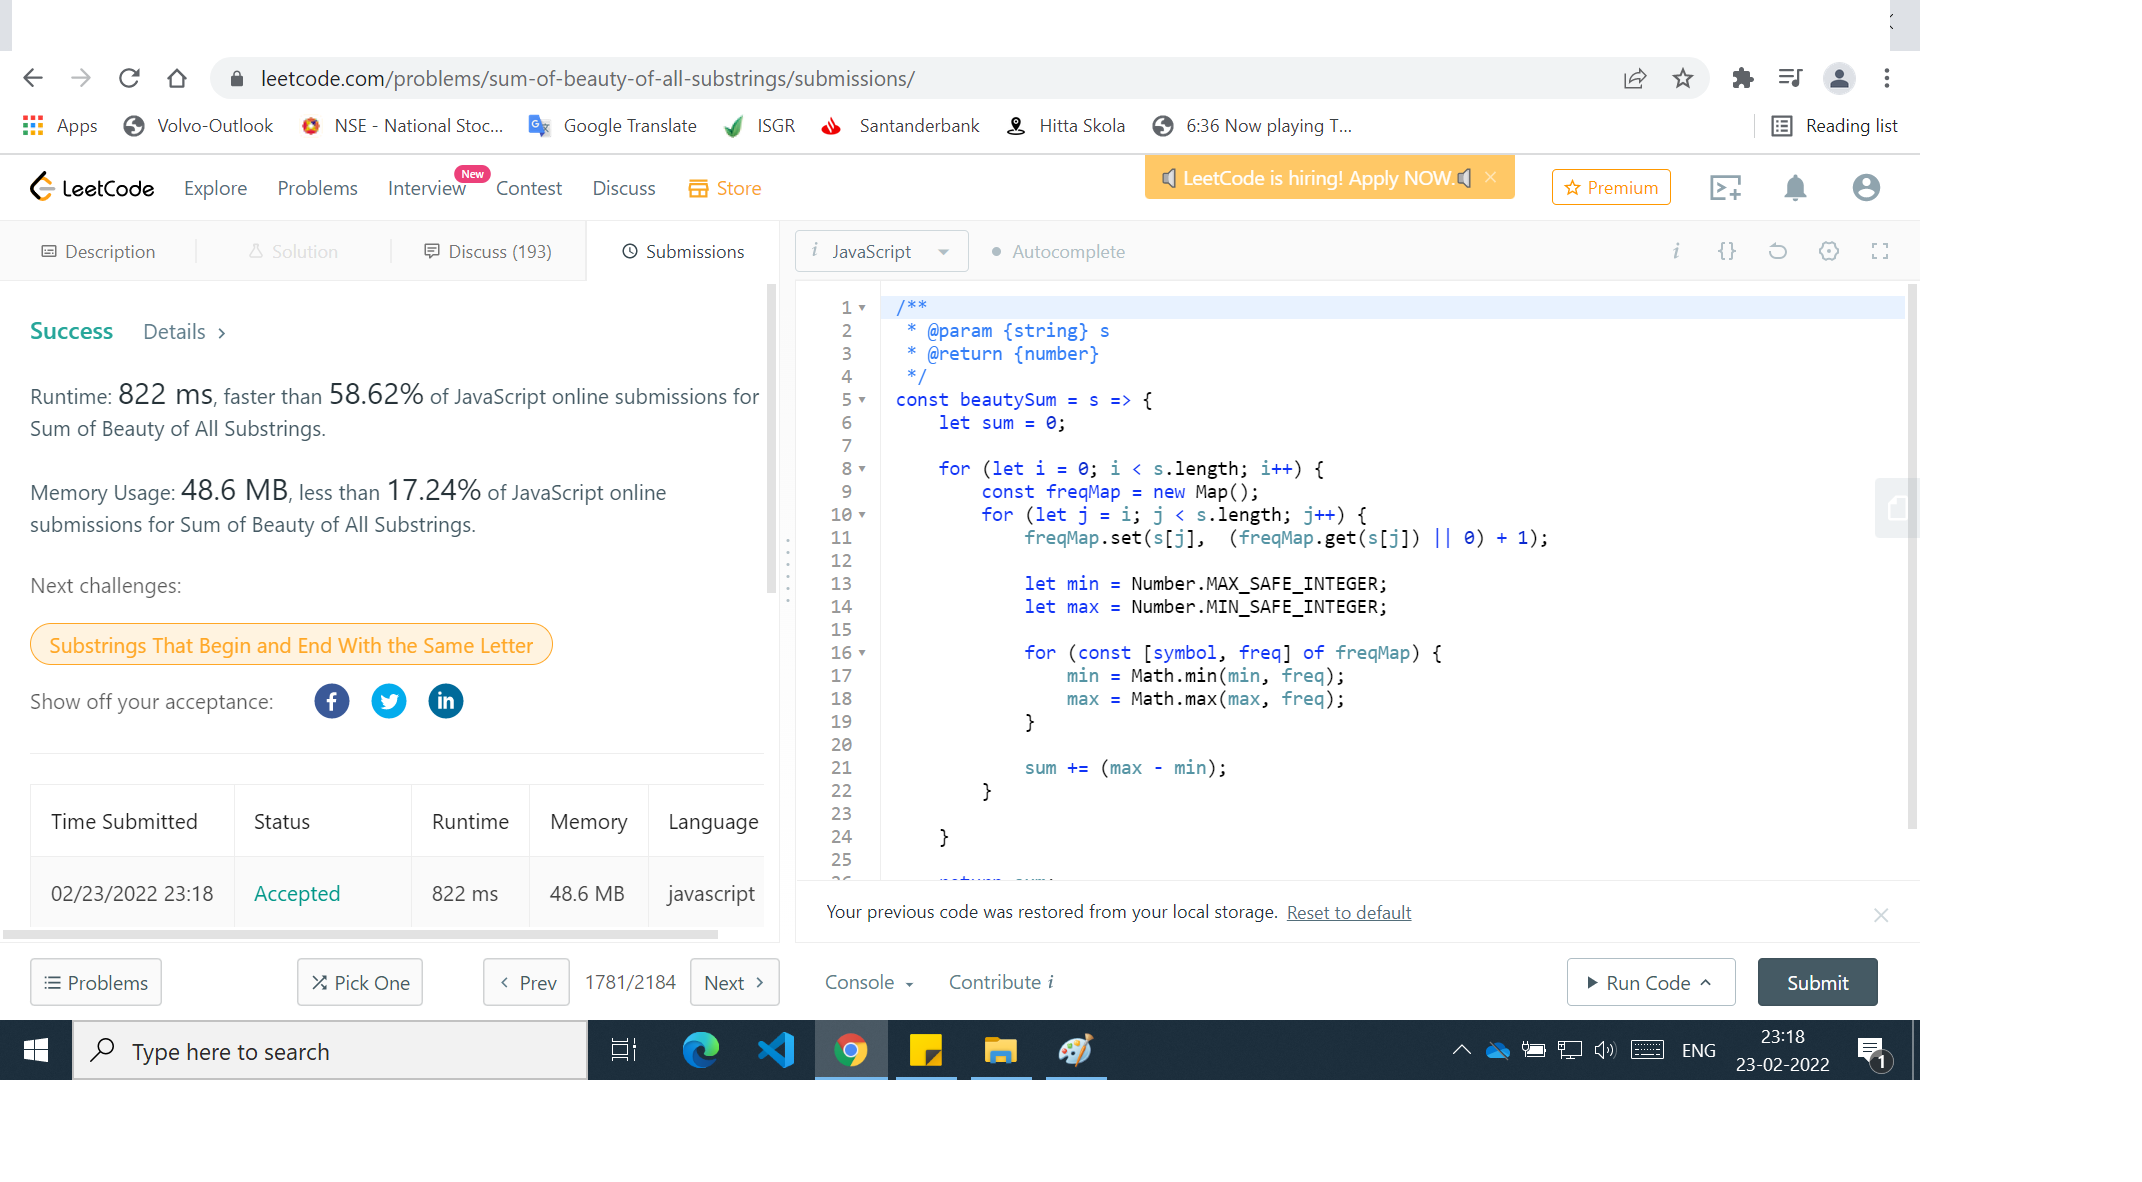 leetcode.com/problems/sum-of-beauty-of-all-substrings/submissions/
Apps Volvo-Outlook NSE - National Stoc... Google Translate ISGR Santanderbank Hitta Skola 6:36 Now playing T... Reading list
LeetCode Explore Problems Interview New Contest Discuss Store LeetCode is hiring! Apply NOW. Premium
Description Solution Discuss (193) Submissions
i JavaScript Autocomplete i {}
Success Details >
Runtime: 822 ms, faster than 58.62% of JavaScript online submissions for
Sum of Beauty of All Substrings.
Memory Usage: 48.6 MB, less than 17.24% of JavaScript online
submissions for Sum of Beauty of All Substrings.
Next challenges:
Substrings That Begin and End With the Same Letter
Show off your acceptance:
Time Submitted Status Runtime Memory Language
02/23/2022 23:18 Accepted 822 ms 48.6 MB javascript
1 /**
2 * @param {string} s
3 * @return {number}
4 */
5 const beautySum = s => {
6 let sum = 0;
7
8 for (let i = 0; i < s.length; i++) {
9 const freqMap = new Map();
10 for (let j = i; j < s.length; j++) {
11 freqMap.set(s[j],  (freqMap.get(s[j]) || 0) + 1);
12
13 let min = Number.MAX_SAFE_INTEGER;
14 let max = Number.MIN_SAFE_INTEGER;
15
16 for (const [symbol, freq] of freqMap) {
17 min = Math.min(min, freq);
18 max = Math.max(max, freq);
19 }
20
21 sum += (max - min);
22 }
23
24 }
25
Your previous code was restored from your local storage. Reset to default
Problems Pick One < Prev 1781/2184 Next > Console Contribute i Run Code Submit
Type here to search
ENG
23:18
23-02-2022
1